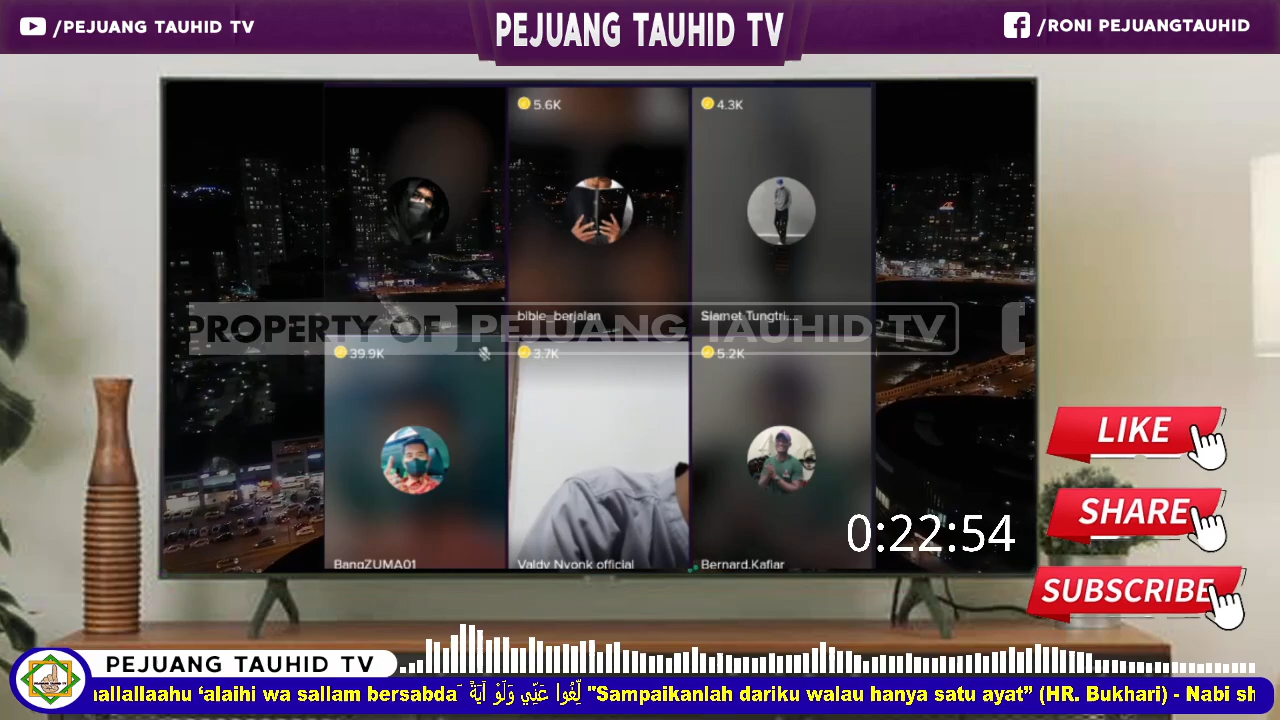 /PEJUANG TAUHID TV
PEJUANG TAUHID TV
/RONI PEJUANGTAUHID
5.6K
4.3K
bible_berjalan
Slamet Tungtri....
PROPERTY OF PEJUANG TAUHID TV
39.9K
3.7K
5.2K
BangZUMA01
Valdy Nyonk official
Bernard.Kafiar
0:22:54
LIKE
SHARE
SUBSCRIBE
PEJUANG TAUHID TV
nallallaahu ‘alaihi wa sallam bersabda لِّغُوا عَنِّي وَلَوْ آيَةً "Sampaikanlah dariku walau hanya satu ayat” (HR. Bukhari) - Nabi sh